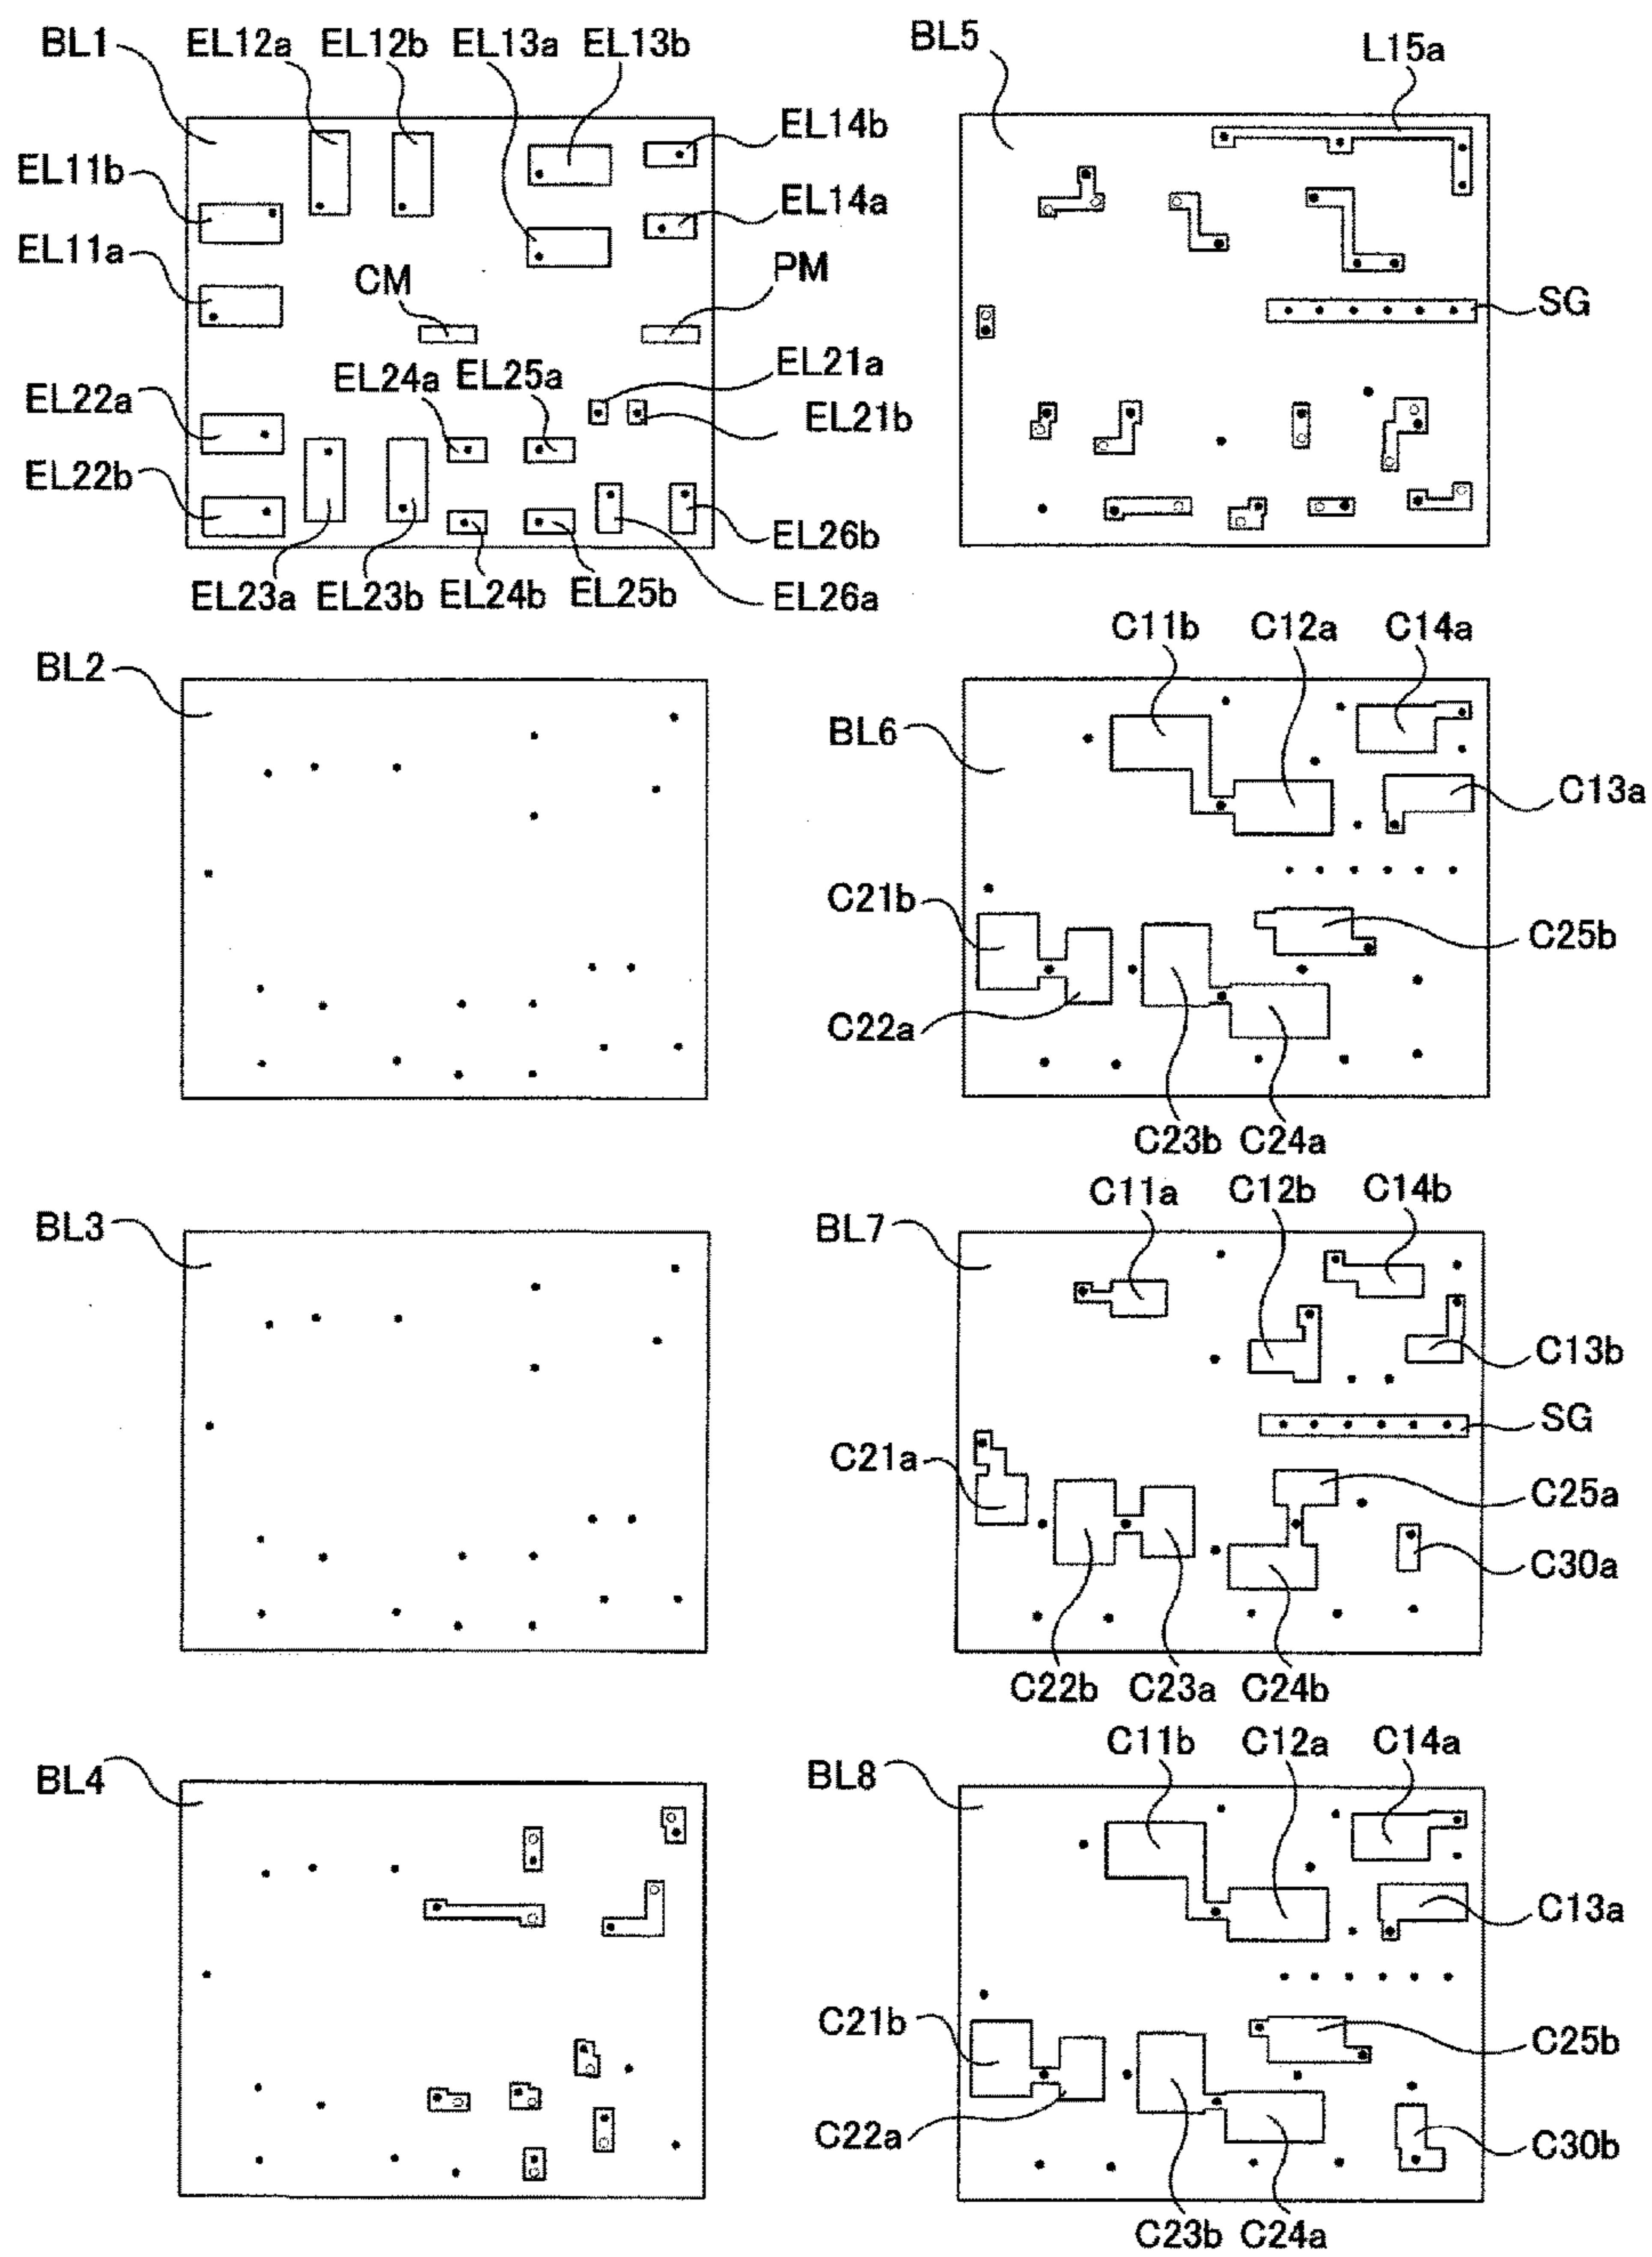 BL1 EL12a EL12b EL13a EL13b
EL14b
EL11b
EL14a
EL11a
CM PM
EL24a EL25a EL21a
EL22a
EL21b
EL22b
EL26b
EL23a EL23b EL24b EL25b EL26a
BL2
BL3
BL4
BL5 L15a
SG
C11b C12a C14a
BL6
C13a
C21b
C25b
C22a
C23b C24a
C11a C12b C14b
BL7
C13b
SG
C21a
C25a
C30a
C22b C23a C24b
C11b C12a C14a
BL8
C13a
C21b
C25b
C22a
C30b
C23b C24a